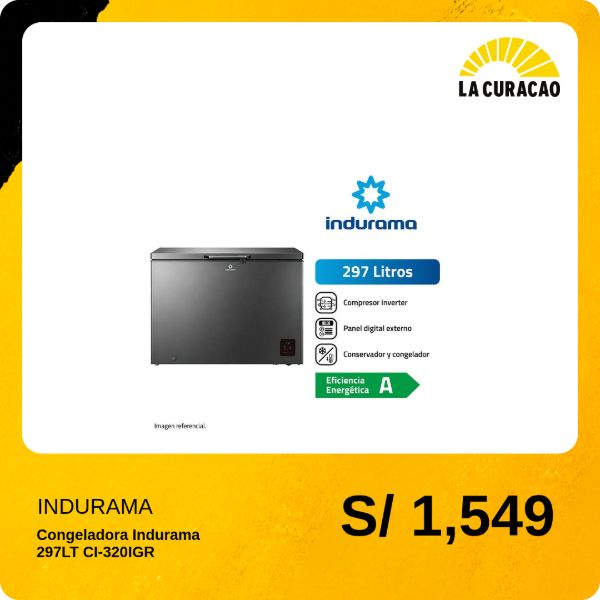 LA CURACAO
indurama
297 Litros
Compresor inverter
Panel digital externo
Conservador y congelador
Eficiencia
Energética A
indurama
Imagen referencial.
INDURAMA
S/ 1,549
Congeladora Indurama
297LT CI-320IGR